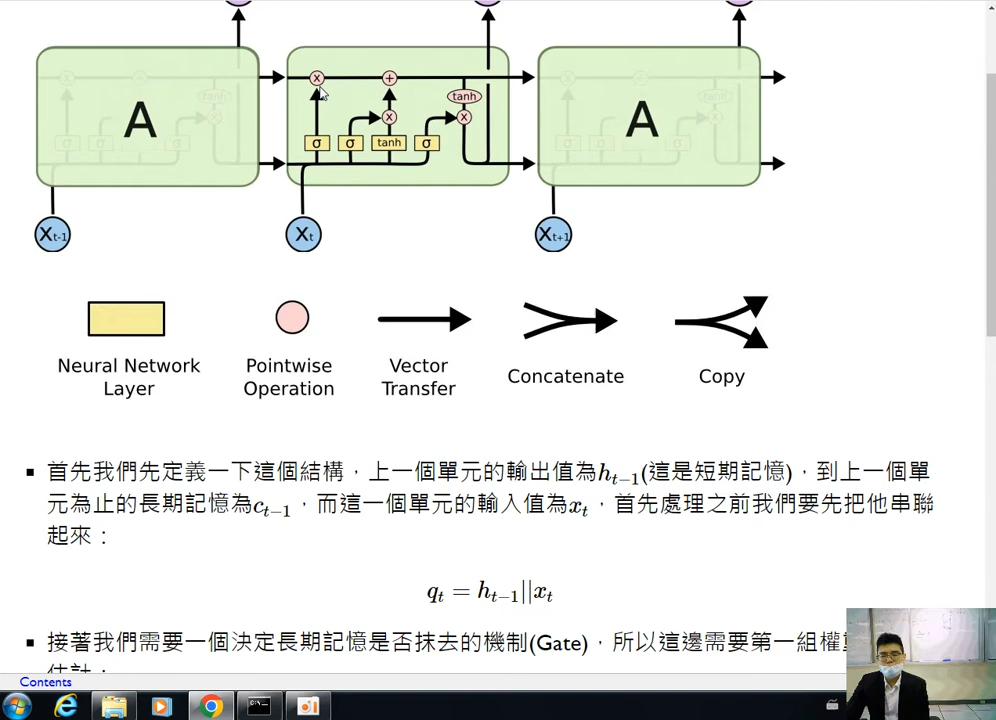 tanh
A
x
+
tanh
x
x
σ
σ
tanh
σ
tanh
A
Xt-1
Xt
Xt+1
Neural Network
Layer
Pointwise
Operation
Vector
Transfer
Concatenate
Copy
▪ 首先我們先定義一下這個結構，上一個單元的輸出值為h_{t−1}(這是短期記憶)，到上一個單
元為止的長期記憶為c_{t−1}，而這一個單元的輸入值為x_t，首先處理之前我們要先把他串聯
起來：
q_t = h_{t−1}||x_t
▪ 接著我們需要一個決定長期記憶是否抹去的機制(Gate)，所以這邊需要第一組權
Contents